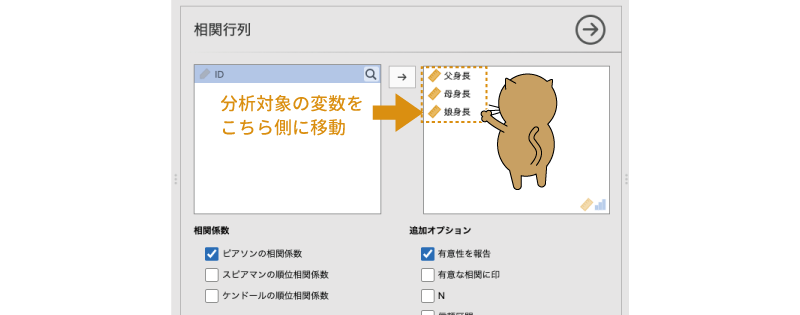 相関行列
ID
分析対象の変数を
こちら側に移動
父身長
母身長
娘身長
相関係数
ピアソンの相関係数
スピアマンの順位相関係数
ケンドールの順位相関係数
追加オプション
有意性を報告
有意な相関に印
N